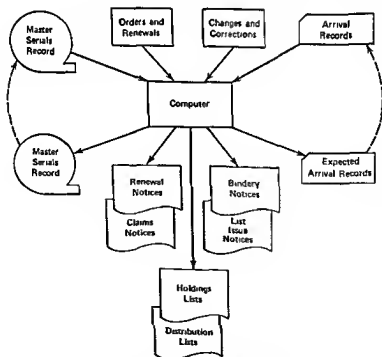 Master
Serials
Record
Orders and
Renewals
Changes and
Corrections
Arrival
Records
Computer
Master
Serials
Record
Expected
Arrival Records
Renewal
Notices
Claims
Notices
Bindery
Notices
List
Issue
Notices
Holdings
Lists
Distribution
Lists